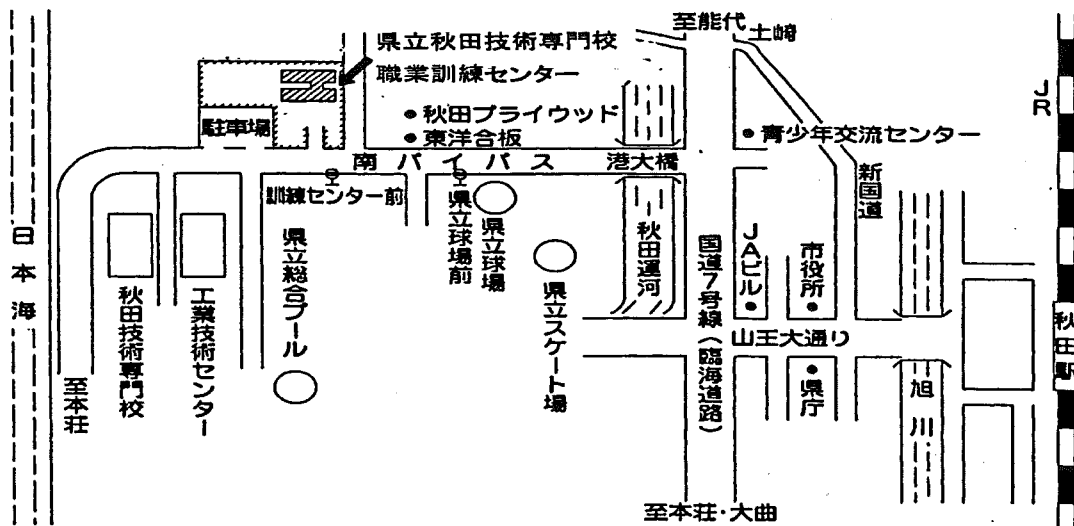 至能代
土崎
県立秋田技術専門校
職業訓練センター
JR
駐車場
秋田プライウッド
東洋合板
青少年交流センター
南バイパス
港大橋
新国道
訓練センター前
県立球場前
県立球場
秋田運河
国道7号線(臨海道路)
JAビル
市役所
日本海
秋田技術専門校
工業技術センター
県立総合プール
県立スケート場
山王大通り
秋田駅
県庁
旭川
至本荘
至本荘・大曲